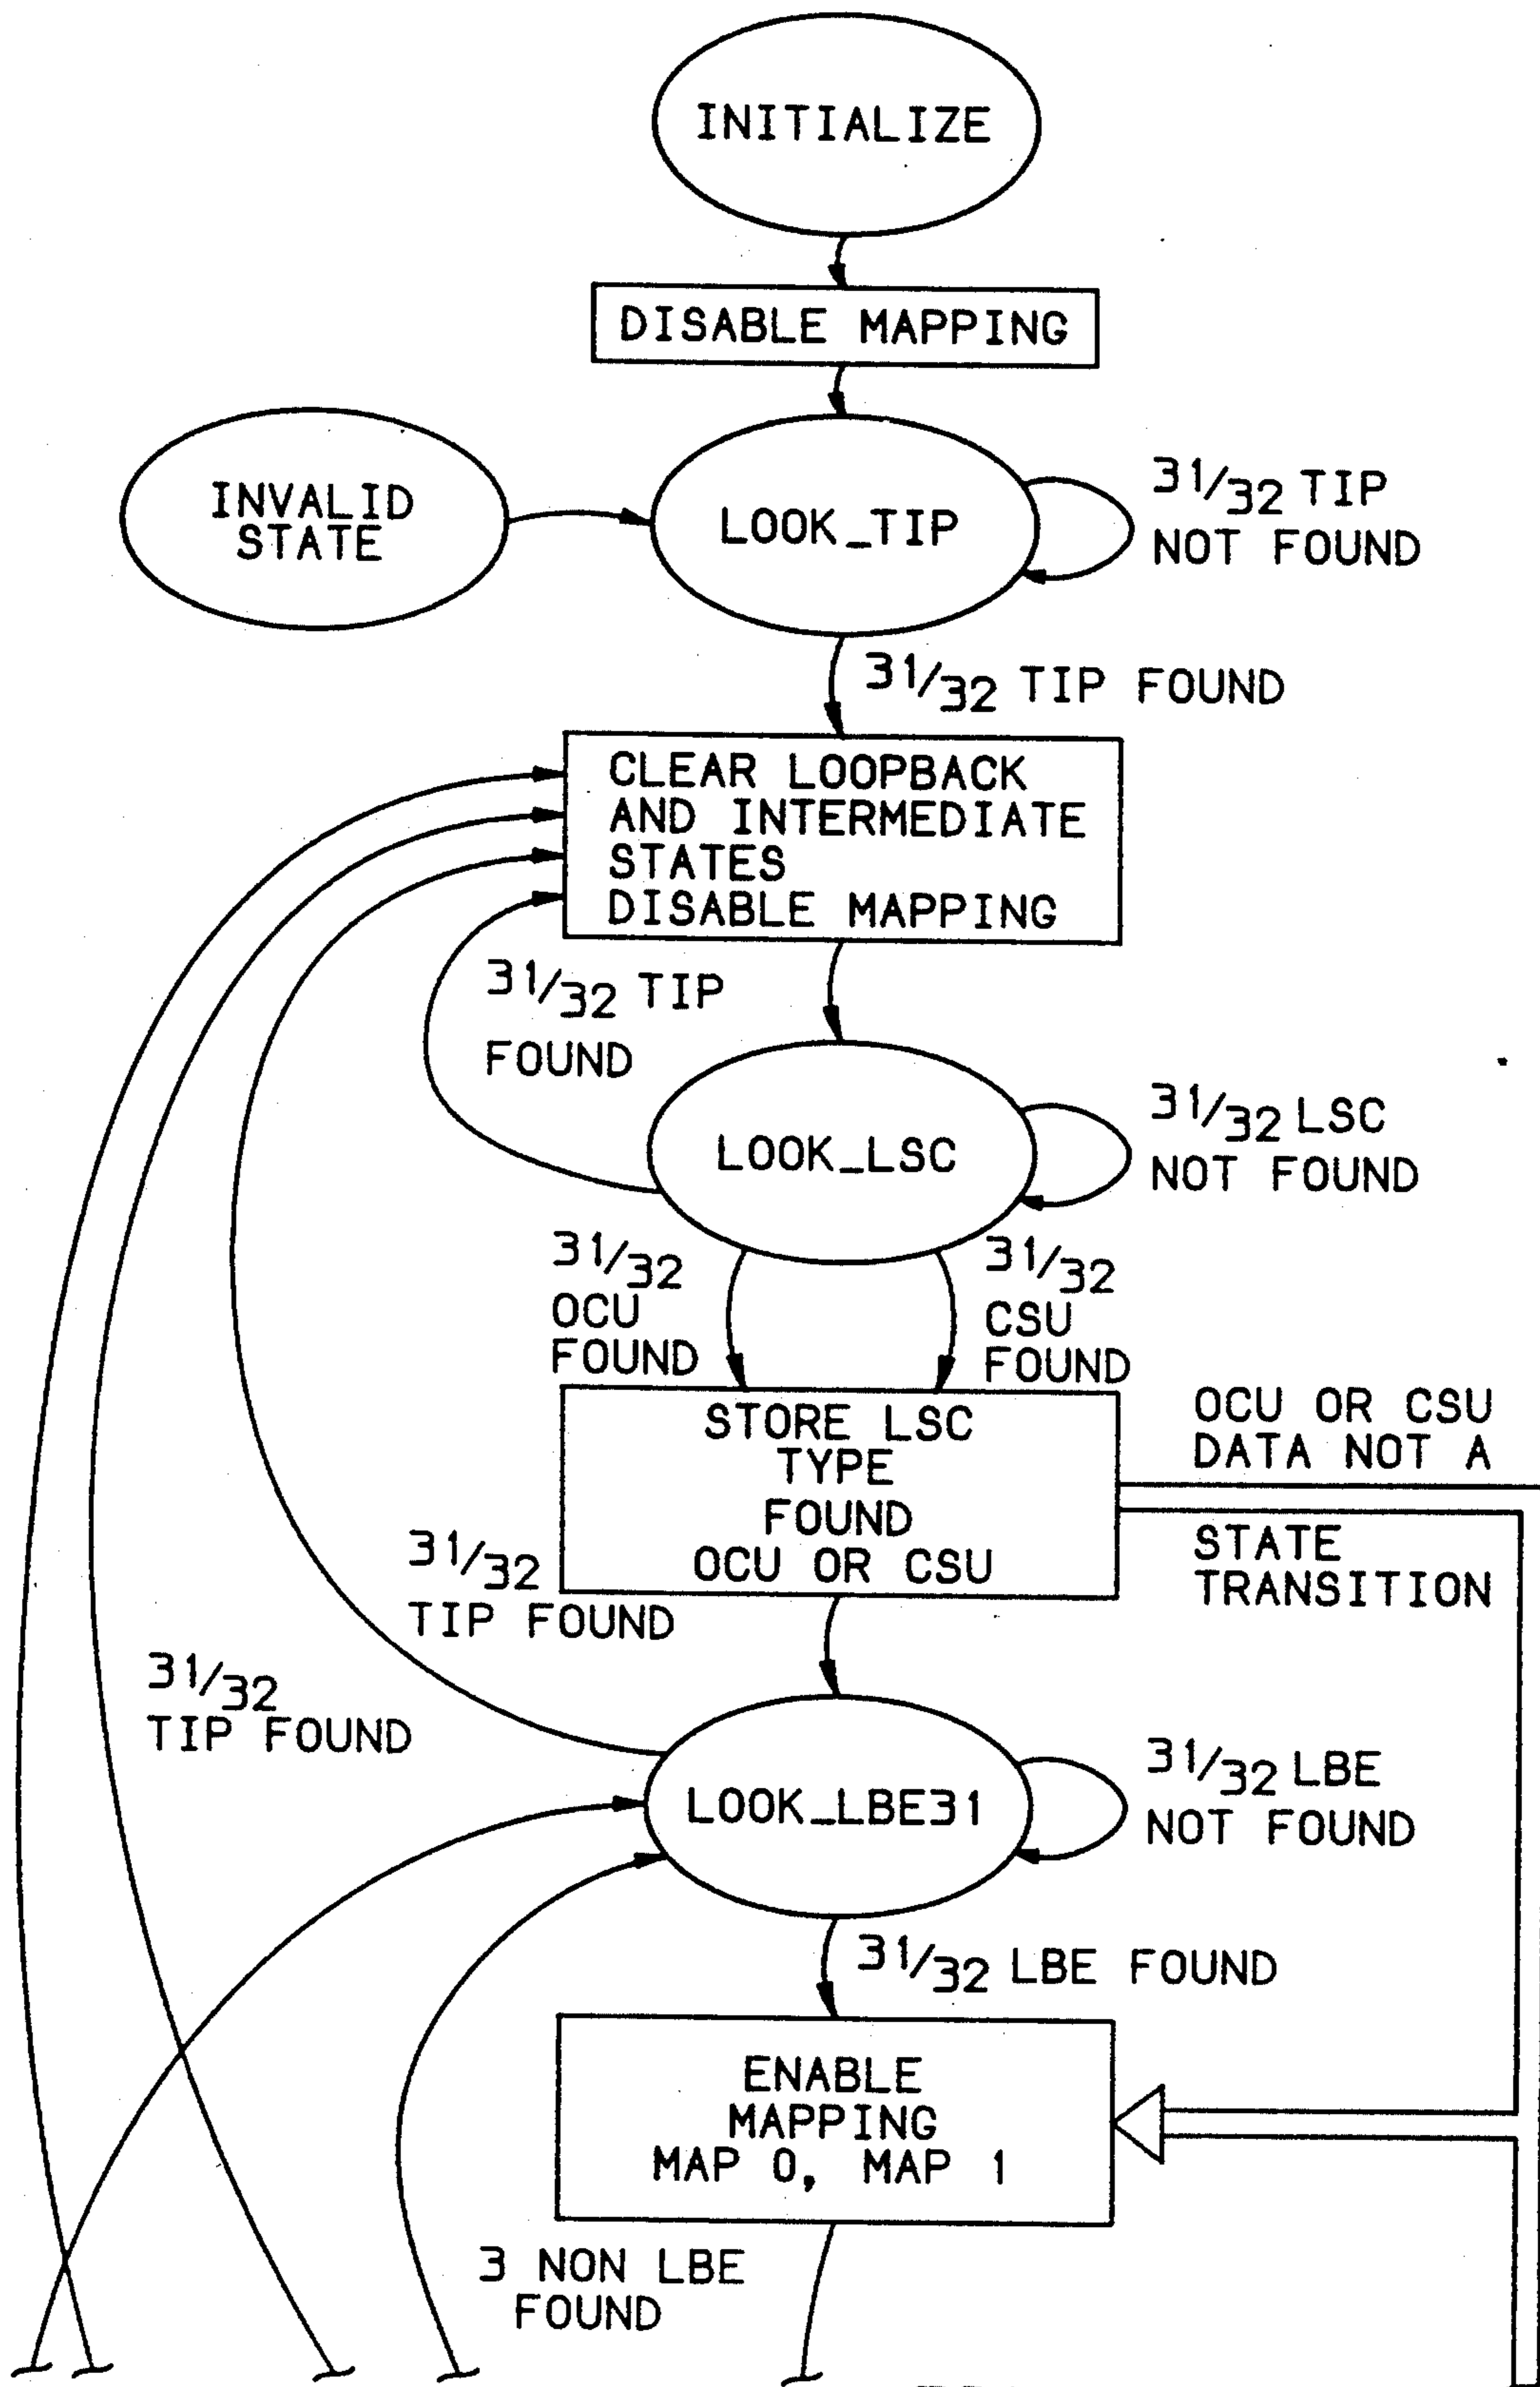 INITIALIZE
DISABLE MAPPING
INVALID
STATE
LOOK_TIP
31/32 TIP
NOT FOUND
31/32 TIP FOUND
CLEAR LOOPBACK
AND INTERMEDIATE
STATES
DISABLE MAPPING
31/32 TIP
FOUND
LOOK_LSC
31/32 LSC
NOT FOUND
31/32
OCU
FOUND
31/32
CSU
FOUND
STORE LSC
TYPE
FOUND
OCU OR CSU
OCU OR CSU
DATA NOT A
STATE
TRANSITION
31/32
TIP FOUND
31/32
TIP FOUND
LOOK_LBE31
31/32 LBE
NOT FOUND
31/32 LBE FOUND
ENABLE
MAPPING
MAP 0, MAP 1
3 NON LBE
FOUND